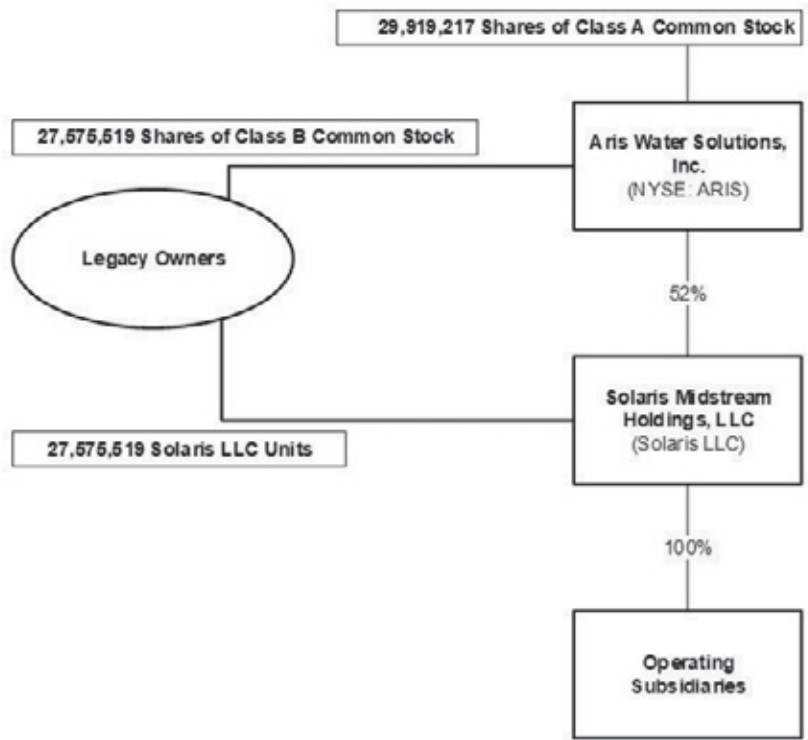 29,919,217 Shares of Class A Common Stock
27,575,519 Shares of Class B Common Stock
Aris Water Solutions,
Inc.
(NYSE: ARIS)
Legacy Owners
52%
Solaris Midstream
Holdings, LLC
(Solaris LLC)
27,575,519 Solaris LLC Units
100%
Operating
Subsidiaries